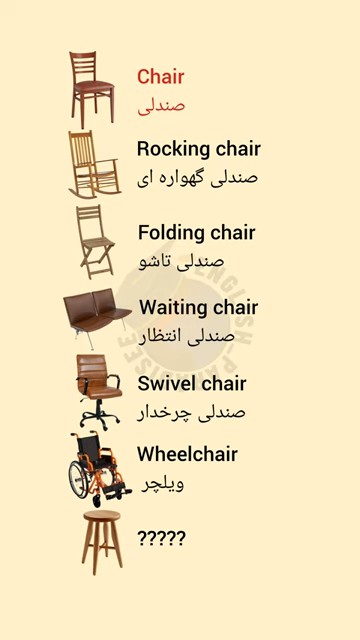 Chair
صندلی
Rocking chair
صندلی گهواره ای
Folding chair
صندلی تاشو
Waiting chair
صندلی انتظار
Swivel chair
صندلی چرخدار
Wheelchair
ویلچر
?????